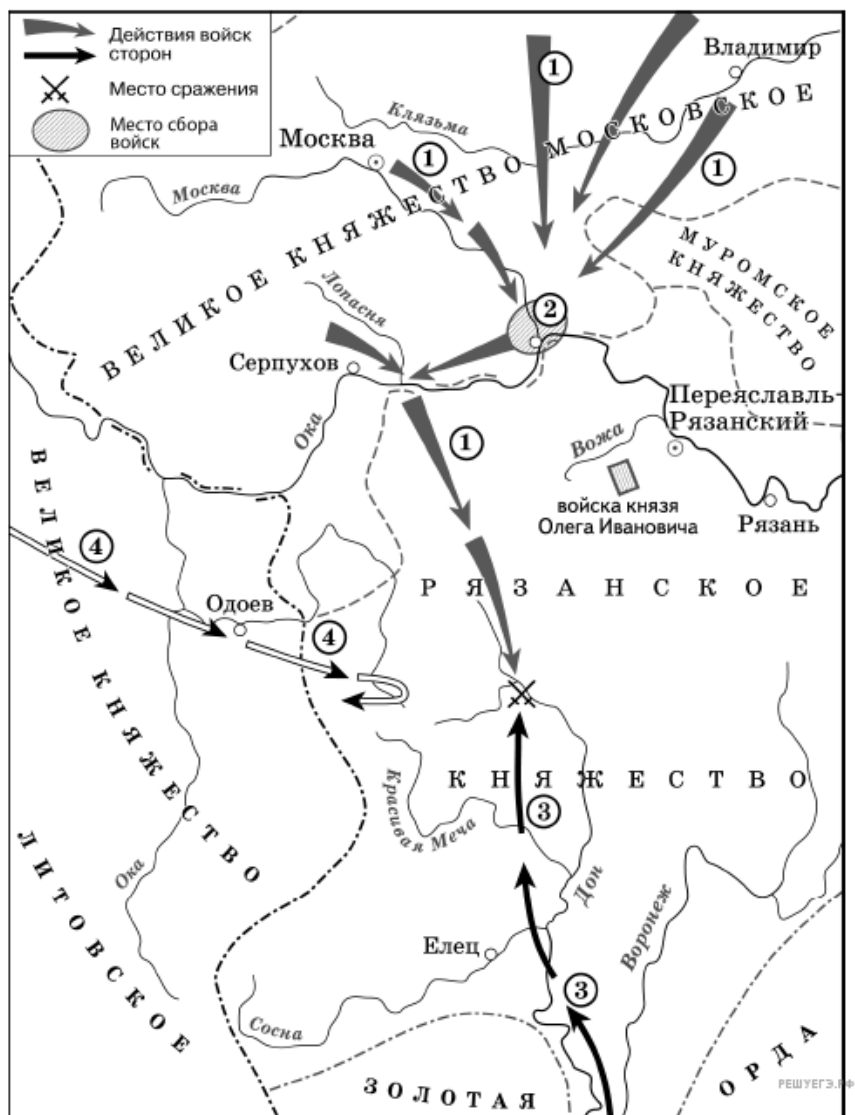 Действия войск
сторон
Место сражения
Место сбора
войск
Владимир
1
Клязьма
Москва
1
1
Москва
ВЕЛИКОЕ КНЯЖЕСТВО МОСКОВСКОЕ
МУРОМСКОЕ
КНЯЖЕСТВО
Лопасня
2
Серпухов
Переяславль-
Рязанский
Ока
1
Вожа
войска князя
Олега Ивановича
Рязань
4
РЯЗАНСКОЕ
Одоев
4
КНЯЖЕСТВО
3
Красивая Меча
Ока
Дон
Воронеж
Елец
3
Сосна
ВЕЛИКОЕ КНЯЖЕСТВО
ЛИТОВСКОЕ
ЗОЛОТАЯ ОРДА
РЕШУЕГЭ.РФ